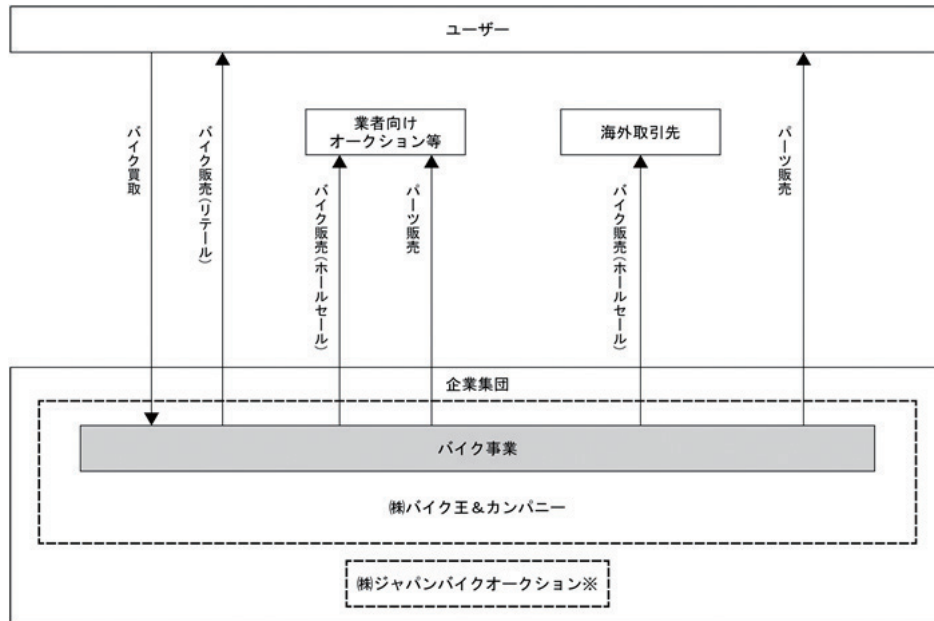 ユーザー
バイク買取
バイク販売(リテール)
業者向け
オークション等
バイク販売(ホールセール)
パーツ販売
海外取引先
バイク販売(ホールセール)
パーツ販売
企業集団
バイク事業
㈱バイク王＆カンパニー
㈱ジャパンバイクオークション※